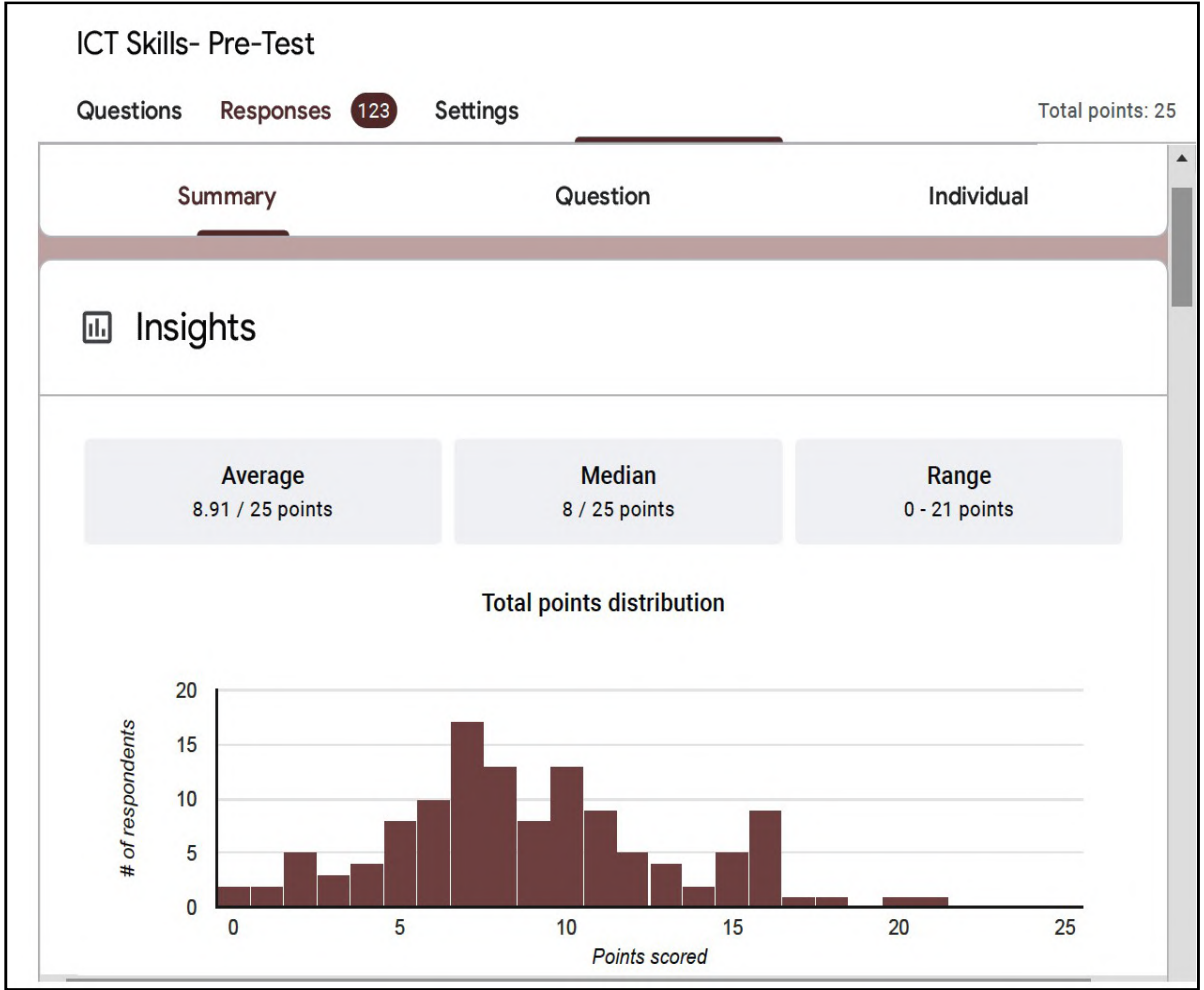 ICT Skills- Pre-Test
Questions Responses 123 Settings Total points: 25
Summary Question Individual
Insights
Average Median Range
8.91 / 25 points 8 / 25 points 0 - 21 points
Total points distribution
# of respondents
20
15
10
5
0
0 5 10 15 20 25
Points scored